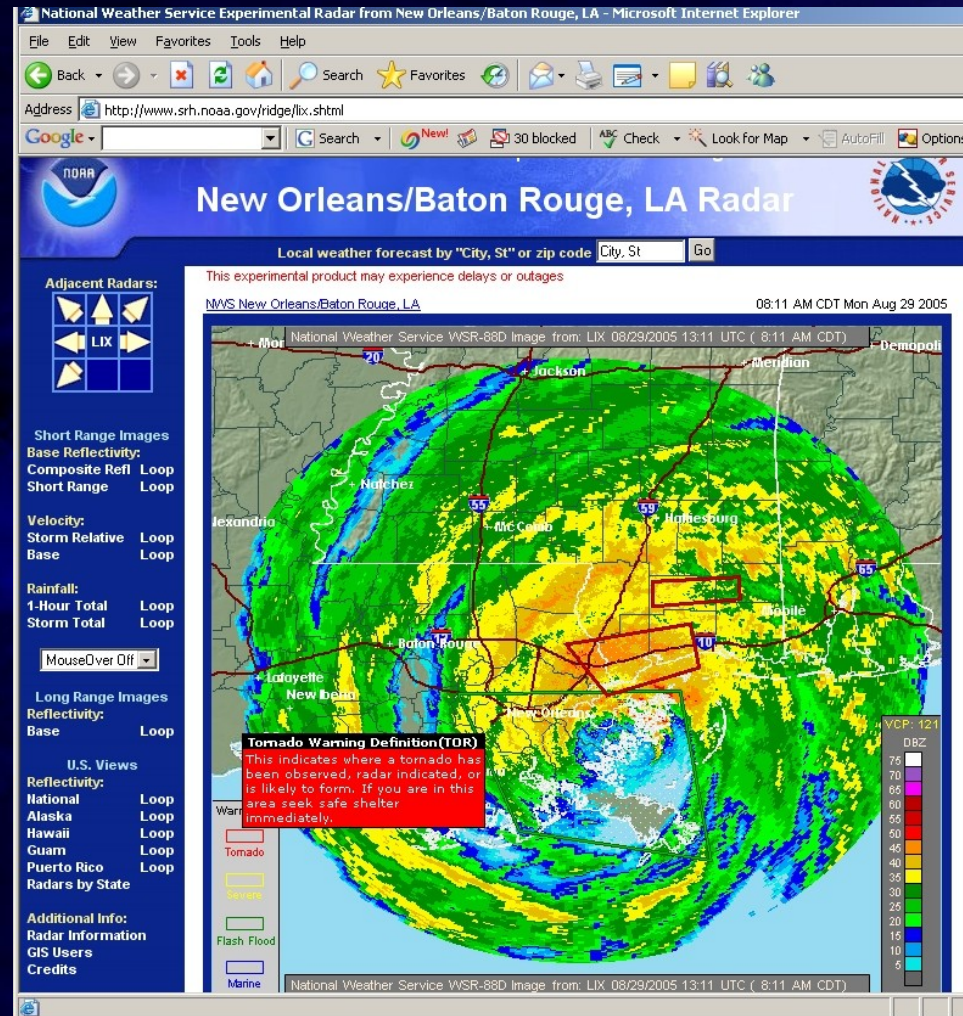 National Weather Service Experimental Radar from New Orleans/Baton Rouge, LA - Microsoft Internet Explorer
File Edit View Favorites Tools Help
Back Search Favorites
Address http://www.srh.noaa.gov/ridge/lix.shtml
Google Search New! 30 blocked ABC Check Look for Map AutoFill Options
NOAA
New Orleans/Baton Rouge, LA Radar
Local weather forecast by "City, St" or zip code City, St Go
This experimental product may experience delays or outages
NWS New Orleans/Baton Rouge, LA 08:11 AM CDT Mon Aug 29 2005
Adjacent Radars:
LIX
Short Range Images
Base Reflectivity:
Composite Refl Loop
Short Range Loop
Velocity:
Storm Relative Loop
Base Loop
Rainfall:
1-Hour Total Loop
Storm Total Loop
MouseOver Off
Long Range Images
Reflectivity:
Base Loop
U.S. Views
Reflectivity:
National Loop
Alaska Loop
Hawaii Loop
Guam Loop
Puerto Rico Loop
Radars by State
Additional Info:
Radar Information
GIS Users
Credits
National Weather Service WSR-88D Image from: LIX 08/29/2005 13:11 UTC ( 8:11 AM CDT)
Demopoli
20
Jackson
Meridian
Natchez
55
59
McComb
Hattiesburg
65
Mobile
Baton Rouge
12
10
Lafayette
New Iberia
New Orleans
Tornado Warning Definition(TOR)
This indicates where a tornado has
been observed, radar indicated, or
is likely to form. If you are in this
area seek safe shelter
immediately.
Tornado
Severe
Flash Flood
Marine
VCP: 121
DBZ
75
70
65
60
55
50
45
40
35
30
25
20
15
10
5
National Weather Service WSR-88D Image from: LIX 08/29/2005 13:11 UTC ( 8:11 AM CDT)